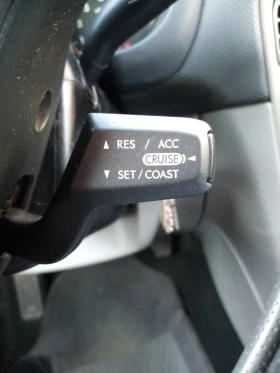 ▲ RES / ACC
CRUISE ◄
▼ SET/COAST